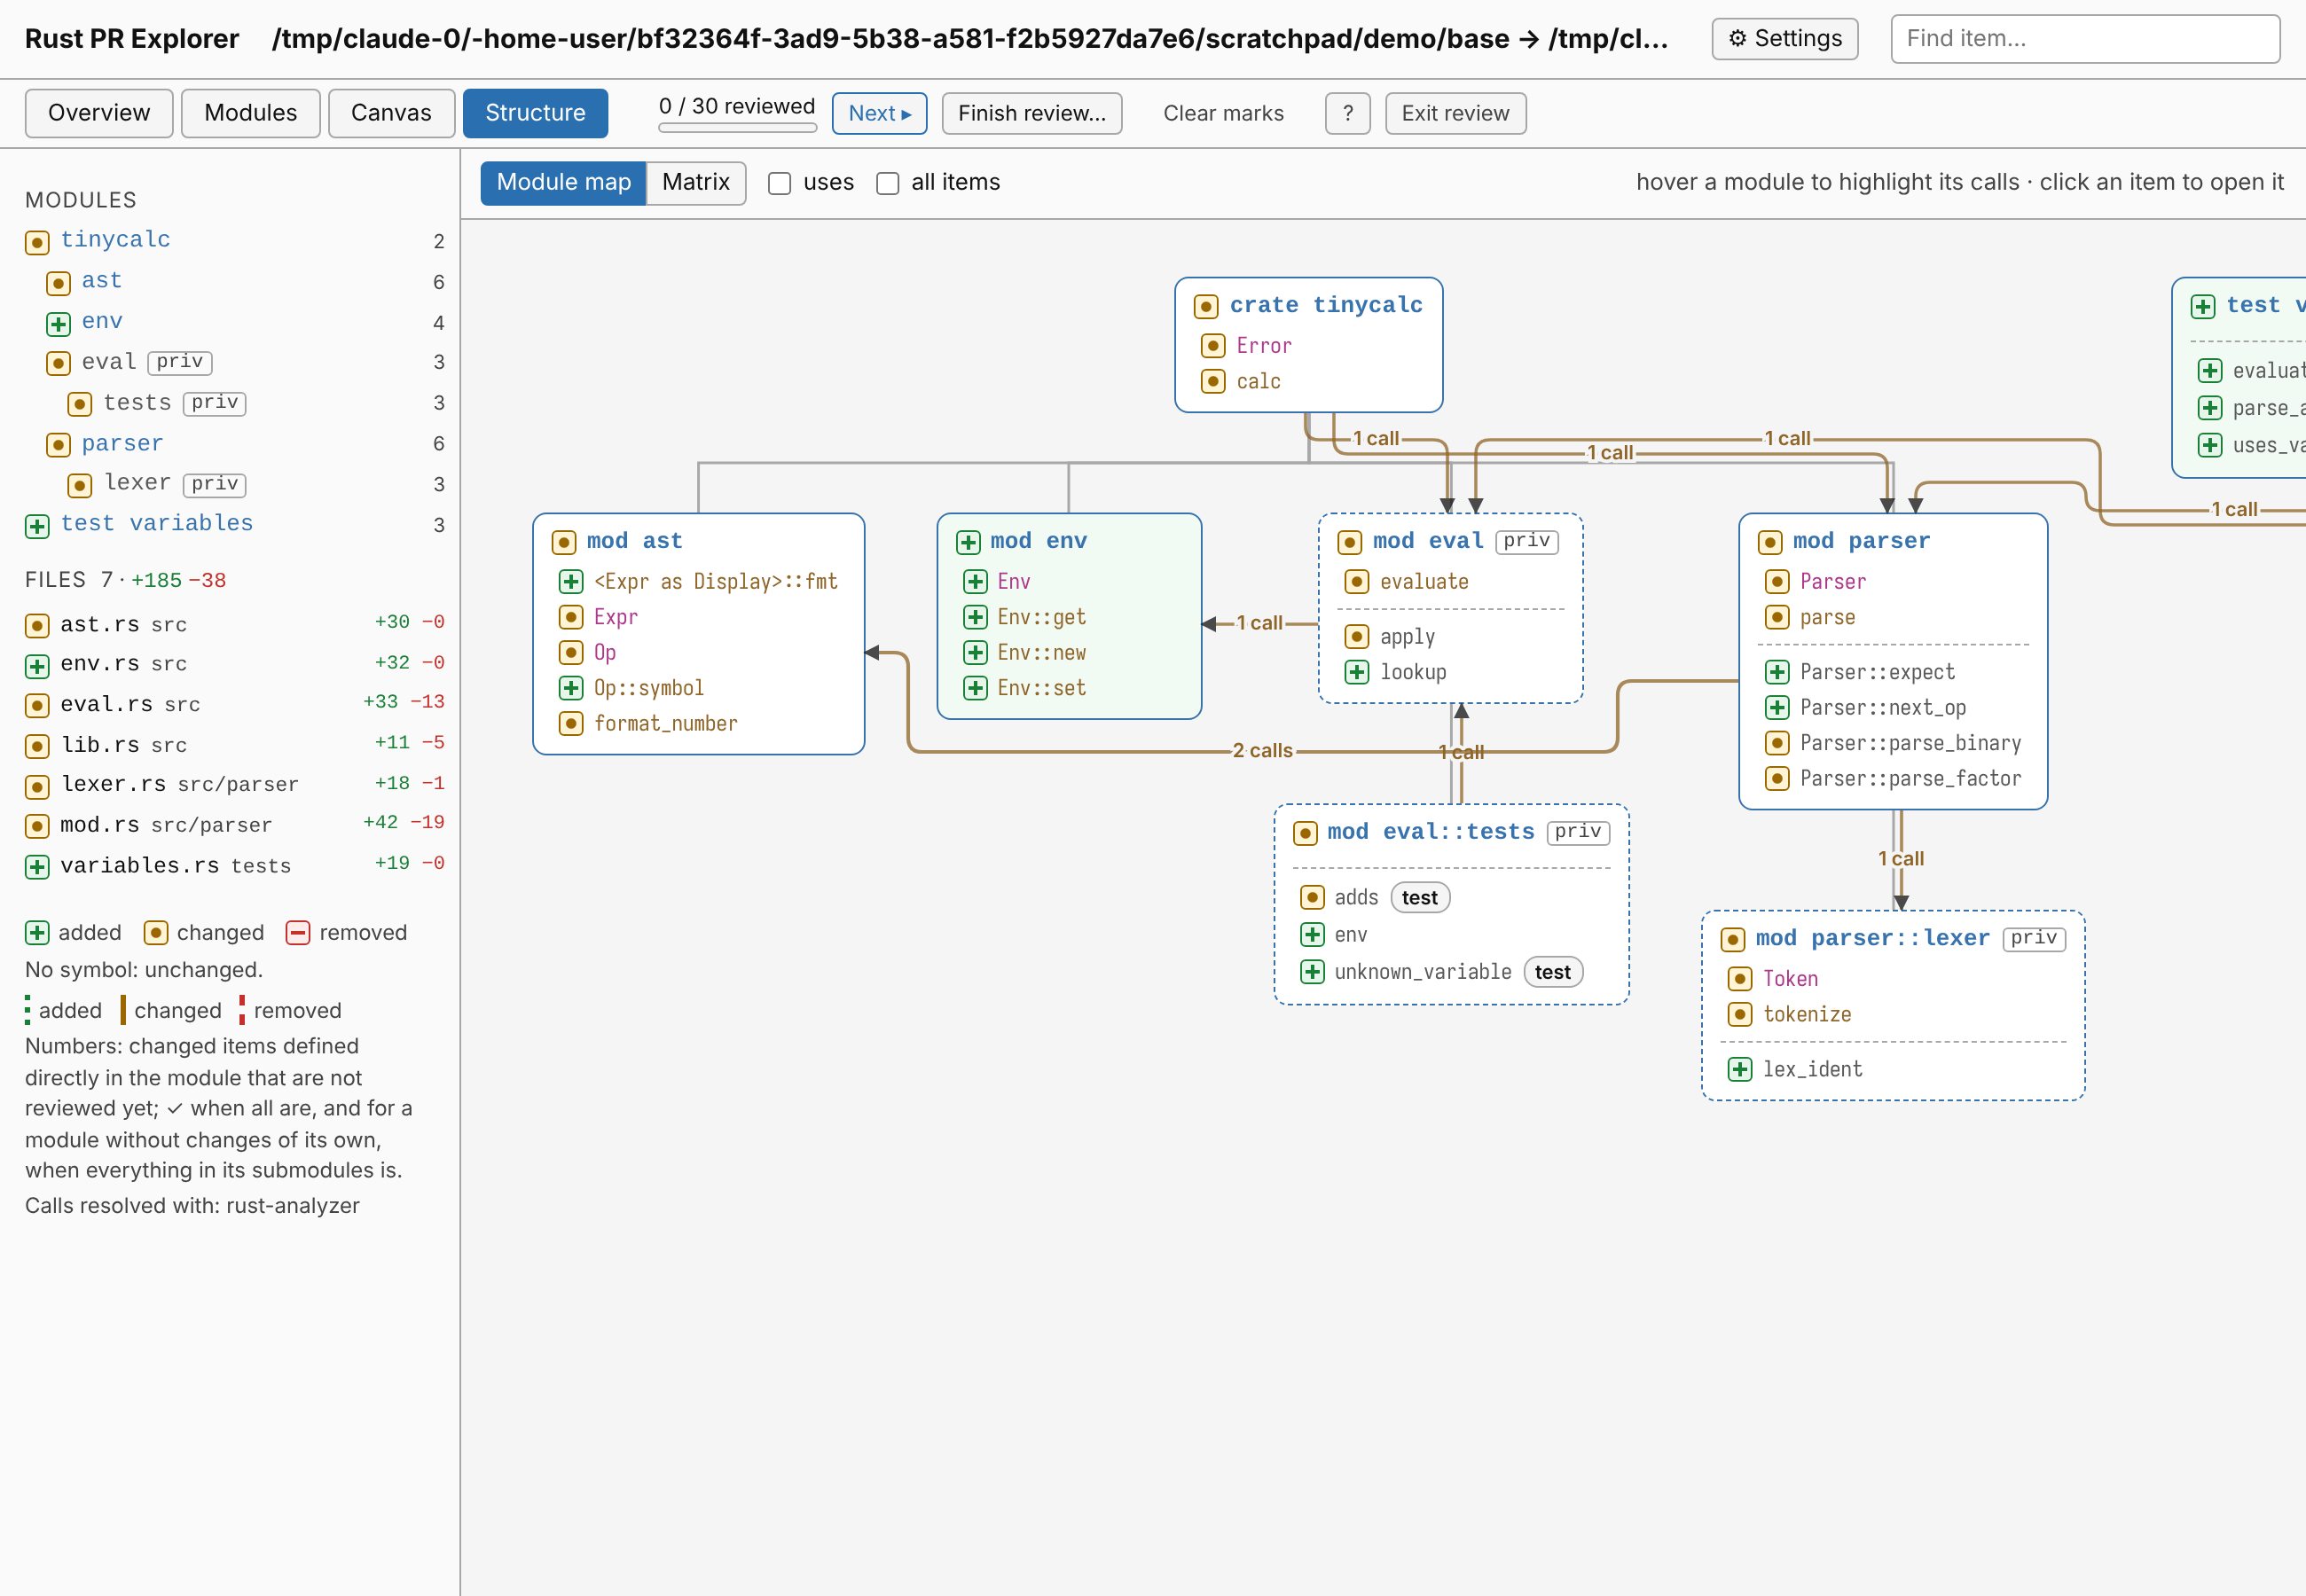 Rust PR Explorer /tmp/claude-0/-home-user/bf32364f-3ad9-5b38-a581-f2b5927da7e6/scratchpad/demo/base → /tmp/cl... ⚙ Settings Find item...
Overview Modules Canvas Structure 0 / 30 reviewed Next ▸ Finish review... Clear marks ? Exit review
MODULES
tinycalc 2
ast 6
env 4
eval priv 3
tests priv 3
parser 6
lexer priv 3
test variables 3
FILES 7 · +185 −38
ast.rs src +30 −0
env.rs src +32 −0
eval.rs src +33 −13
lib.rs src +11 −5
lexer.rs src/parser +18 −1
mod.rs src/parser +42 −19
variables.rs tests +19 −0
added changed removed
No symbol: unchanged.
added changed removed
Numbers: changed items defined
directly in the module that are not
reviewed yet; ✓ when all are, and for a
module without changes of its own,
when everything in its submodules is.
Calls resolved with: rust-analyzer
Module map Matrix uses all items hover a module to highlight its calls · click an item to open it
crate tinycalc
Error
calc
test v
evaluat
parse_a
uses_va
1 call
1 call
1 call
1 call
mod ast
<Expr as Display>::fmt
Expr
Op
Op::symbol
format_number
mod env
Env
Env::get
Env::new
Env::set
1 call
mod eval priv
evaluate
apply
lookup
mod parser
Parser
parse
Parser::expect
Parser::next_op
Parser::parse_binary
Parser::parse_factor
2 calls
1 call
1 call
mod eval::tests priv
adds test
env
unknown_variable test
mod parser::lexer priv
Token
tokenize
lex_ident